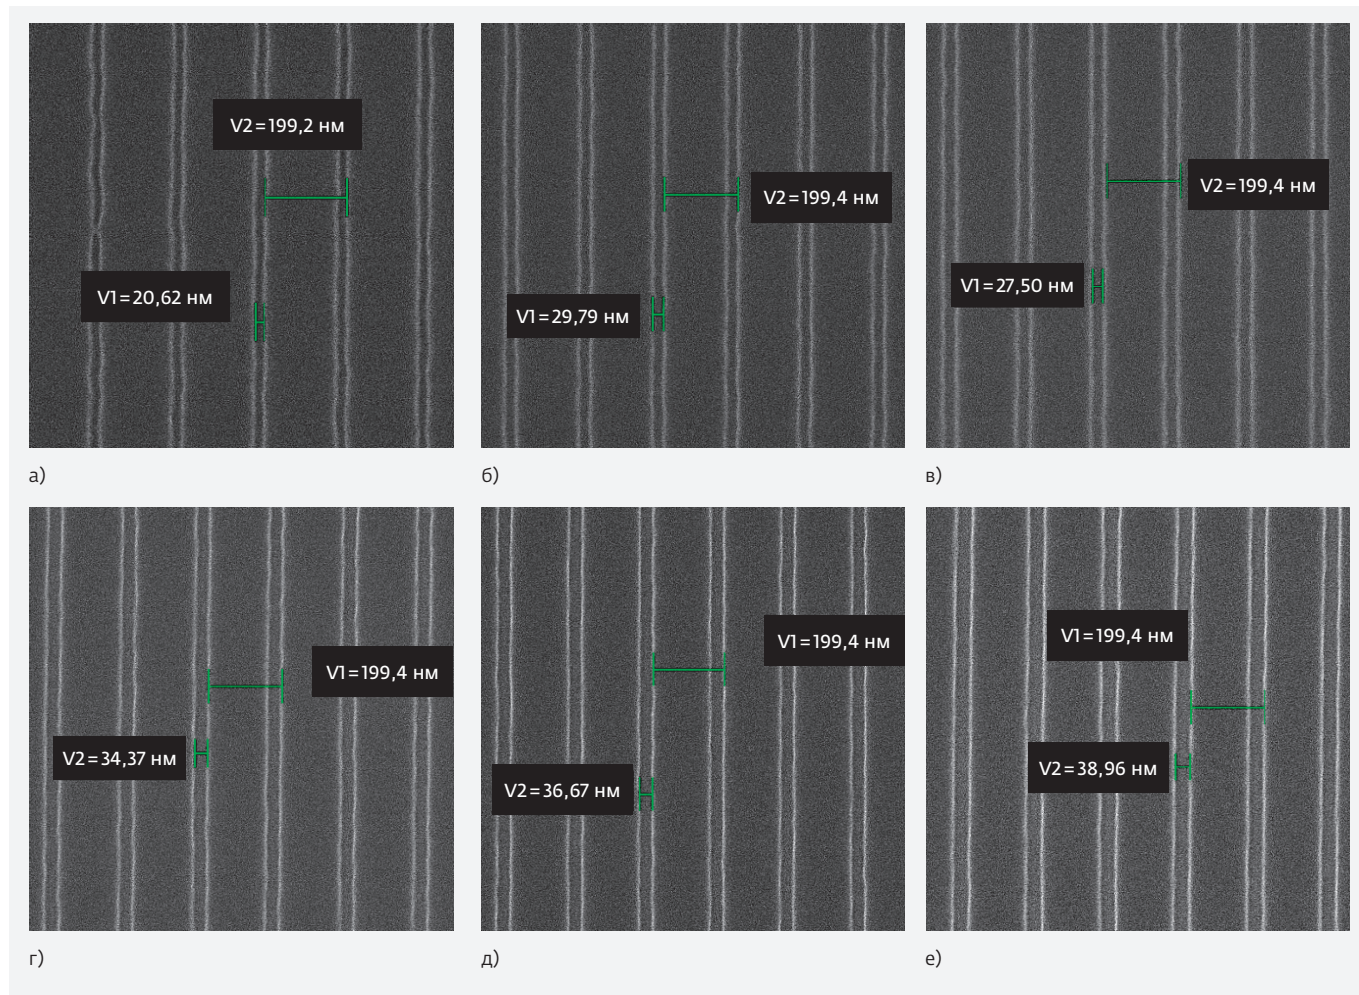 V2=199,2 нм
V1=20,62 нм
V2=199,4 нм
V1=29,79 нм
V2=199,4 нм
V1=27,50 нм
а)
б)
в)
V1=199,4 нм
V2=34,37 нм
V1=199,4 нм
V2=36,67 нм
V1=199,4 нм
V2=38,96 нм
г)
д)
е)